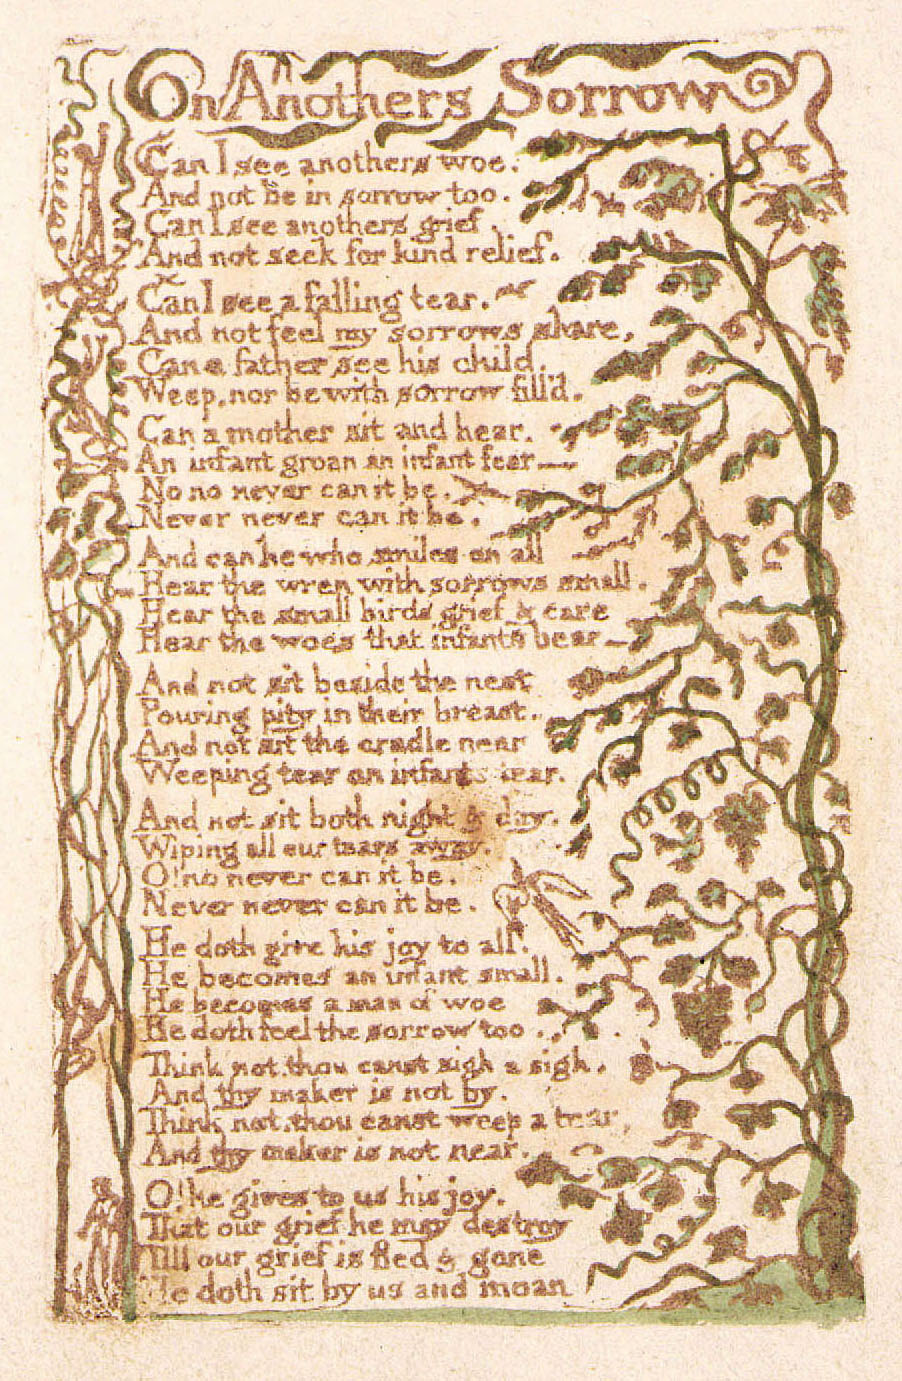 On Anothers Sorrow
Can I see anothers woe,
And not be in sorrow too.
Can I see anothers grief,
And not seek for kind relief.
Can I see a falling tear.
And not feel my sorrows share,
Can a father see his child,
Weep, nor be with sorrow fill'd.
Can a mother sit and hear,
An infant groan an infant fear—
No no never can it be.
Never never can it be.
And can he who smiles on all
Hear the wren with sorrows small.
Hear the small birds grief & care
Hear the woes that infants bear—
And not sit beside the nest
Pouring pity in their breast.
And not sit the cradle near
Weeping tear on infants tear.
And not sit both night & day.
Wiping all our tears away.
O! no never can it be.
Never never can it be.
He doth give his joy to all.
He becomes an infant small.
He becomes a man of woe
He doth feel the sorrow too.
Think not, thou canst sigh a sigh.
And thy maker is not by.
Think not, thou canst weep a tear,
And thy maker is not near.
O! he gives to us his joy.
That our grief he may destroy
Till our grief is fled & gone
He doth sit by us and moan